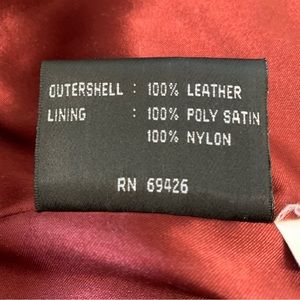 OUTERSHELL : 100% LEATHER
LINING : 100% POLY SATIN
100% NYLON
RN 69426